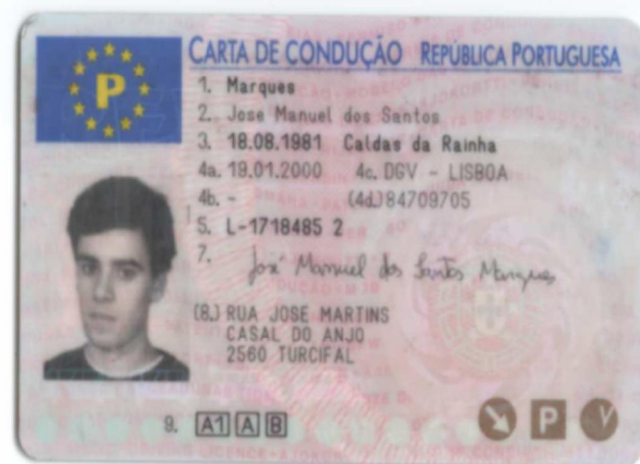 P
CARTA DE CONDUÇÃO REPÚBLICA PORTUGUESA
1. Marques
2. Jose Manuel dos Santos
3. 18.08.1981 Caldas da Rainha
4a. 19.01.2000 4c. DGV - LISBOA
4b. - (4d.)84709705
5. L-1718485 2
7. José Manuel dos Santos Marques
(8.) RUA JOSE MARTINS
CASAL DO ANJO
2560 TURCIFAL
9. A1 A B
P V